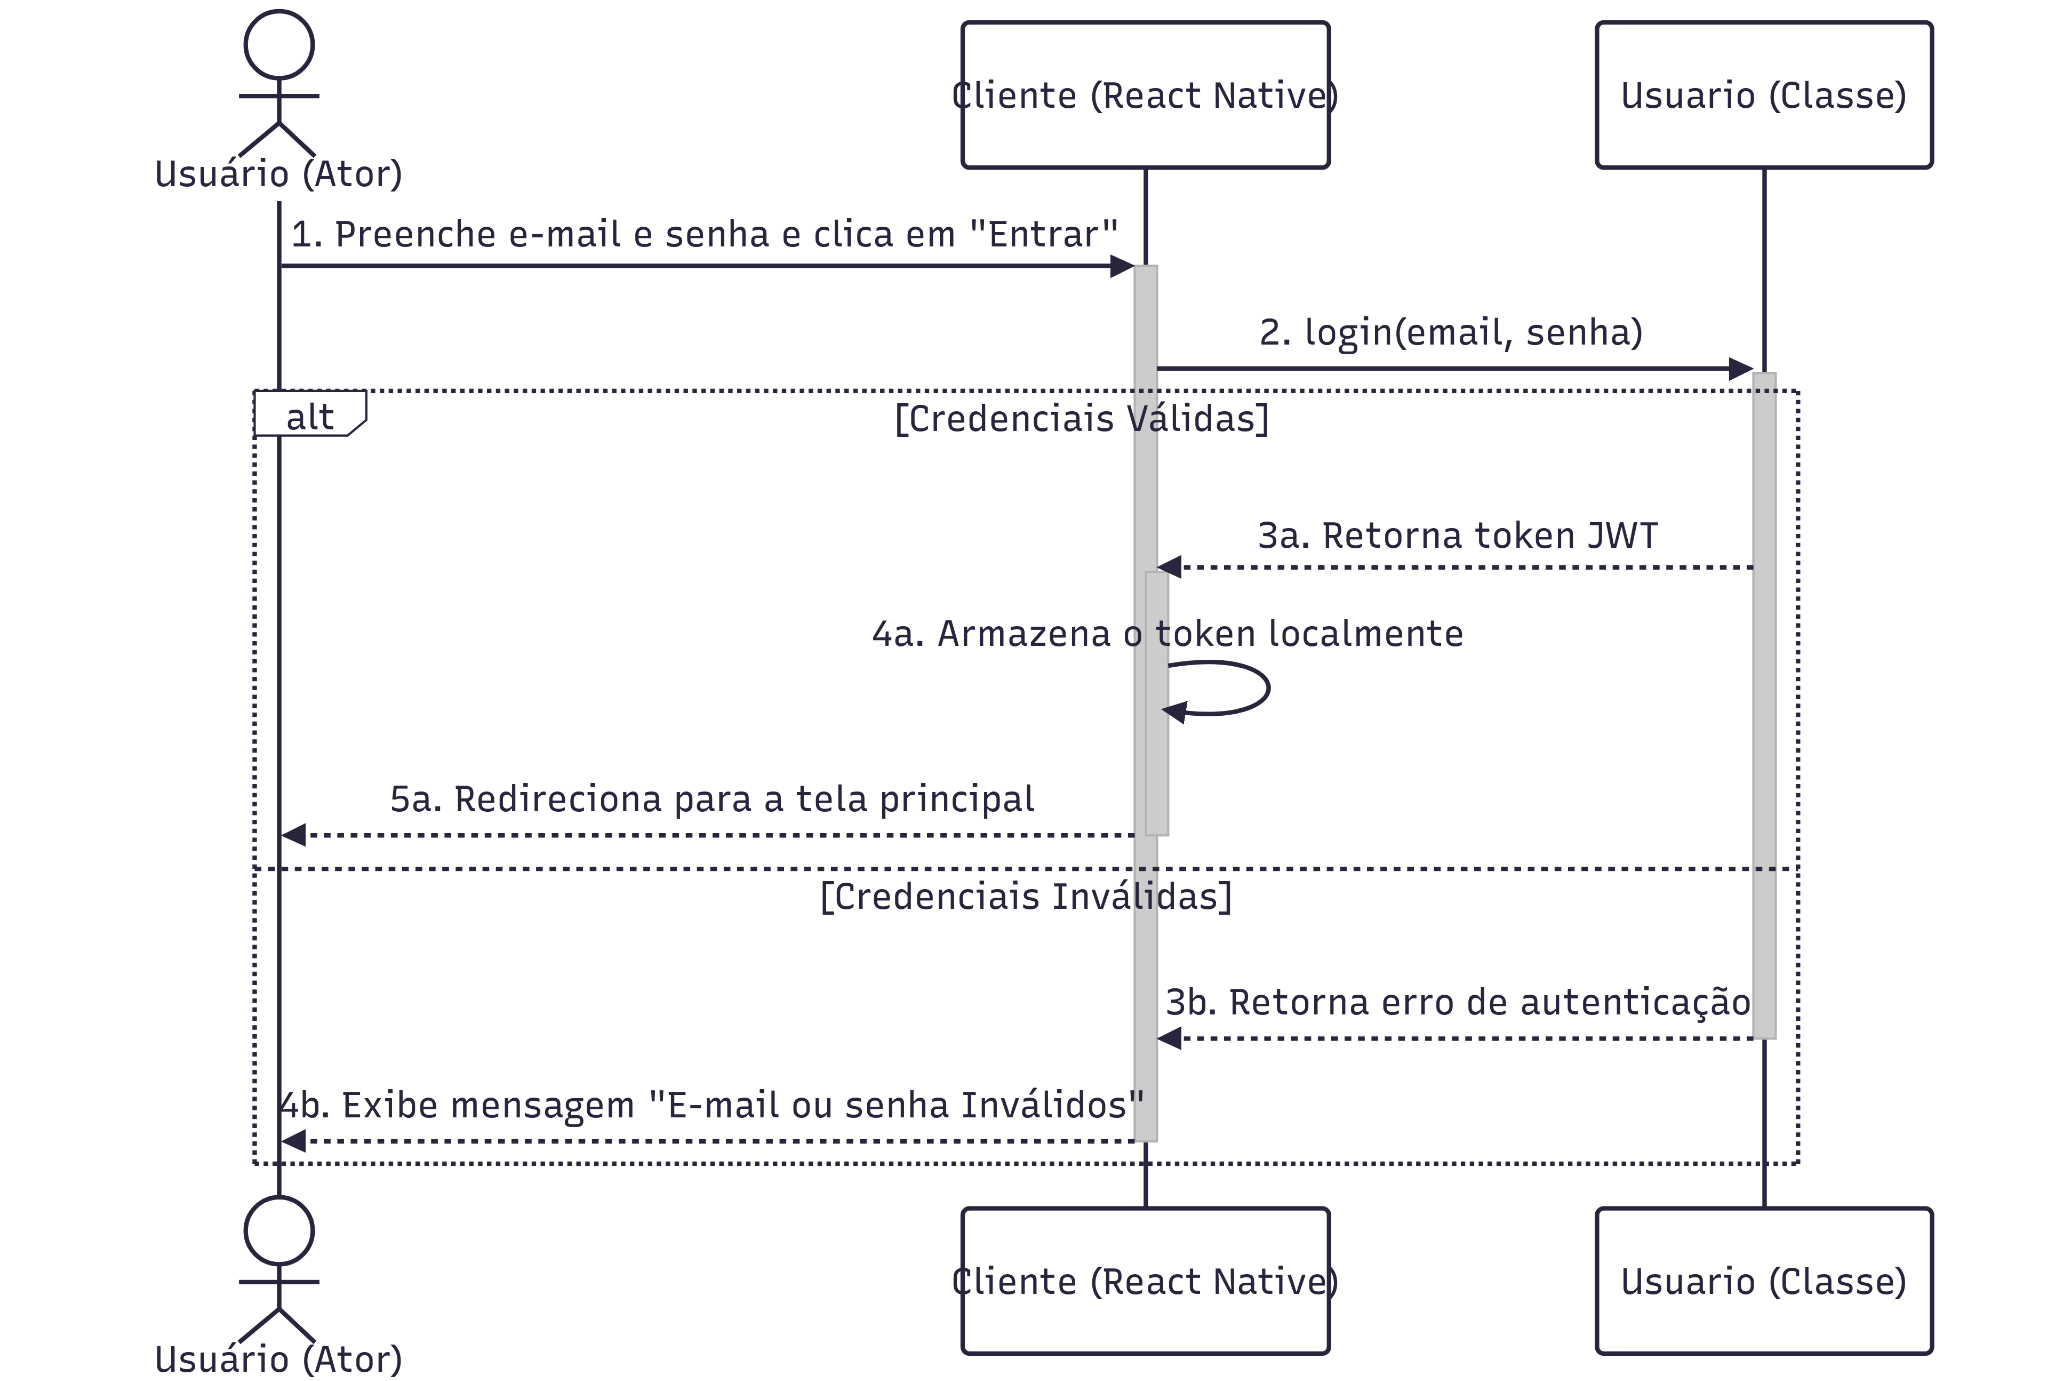 Cliente (React Native)
Usuario (Classe)
Usuário (Ator)
1. Preenche e-mail e senha e clica em "Entrar"
2. login(email, senha)
alt
[Credenciais Válidas]
3a. Retorna token JWT
4a. Armazena o token localmente
5a. Redireciona para a tela principal
[Credenciais Inválidas]
3b. Retorna erro de autenticação
4b. Exibe mensagem "E-mail ou senha Inválidos"
Cliente (React Native)
Usuario (Classe)
Usuário (Ator)